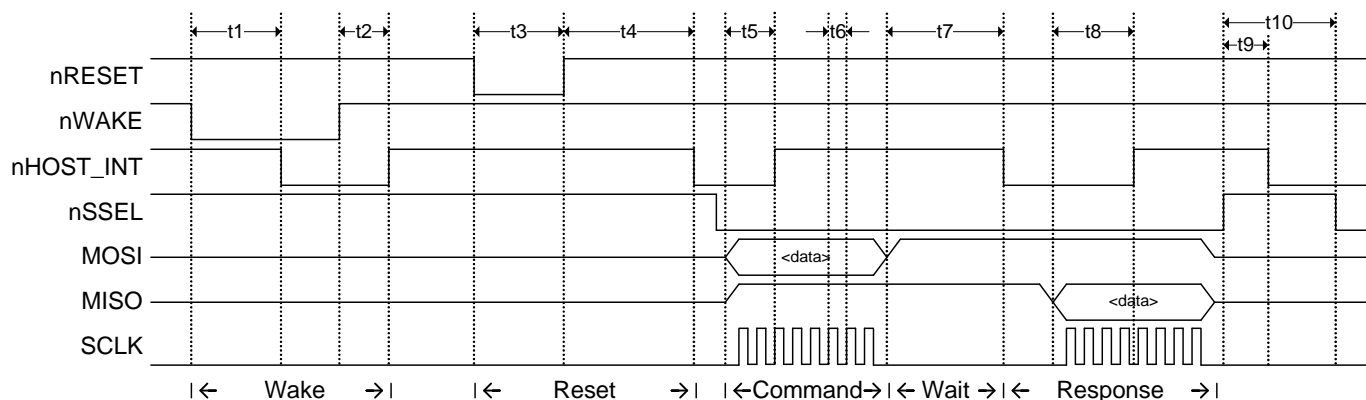 t1 t2 t3 t4 t5 t6 t7 t8 t10
t9
nRESET
nWAKE
nHOST_INT
nSSEL
MOSI <data>
MISO <data>
SCLK
Wake Reset Command Wait Response